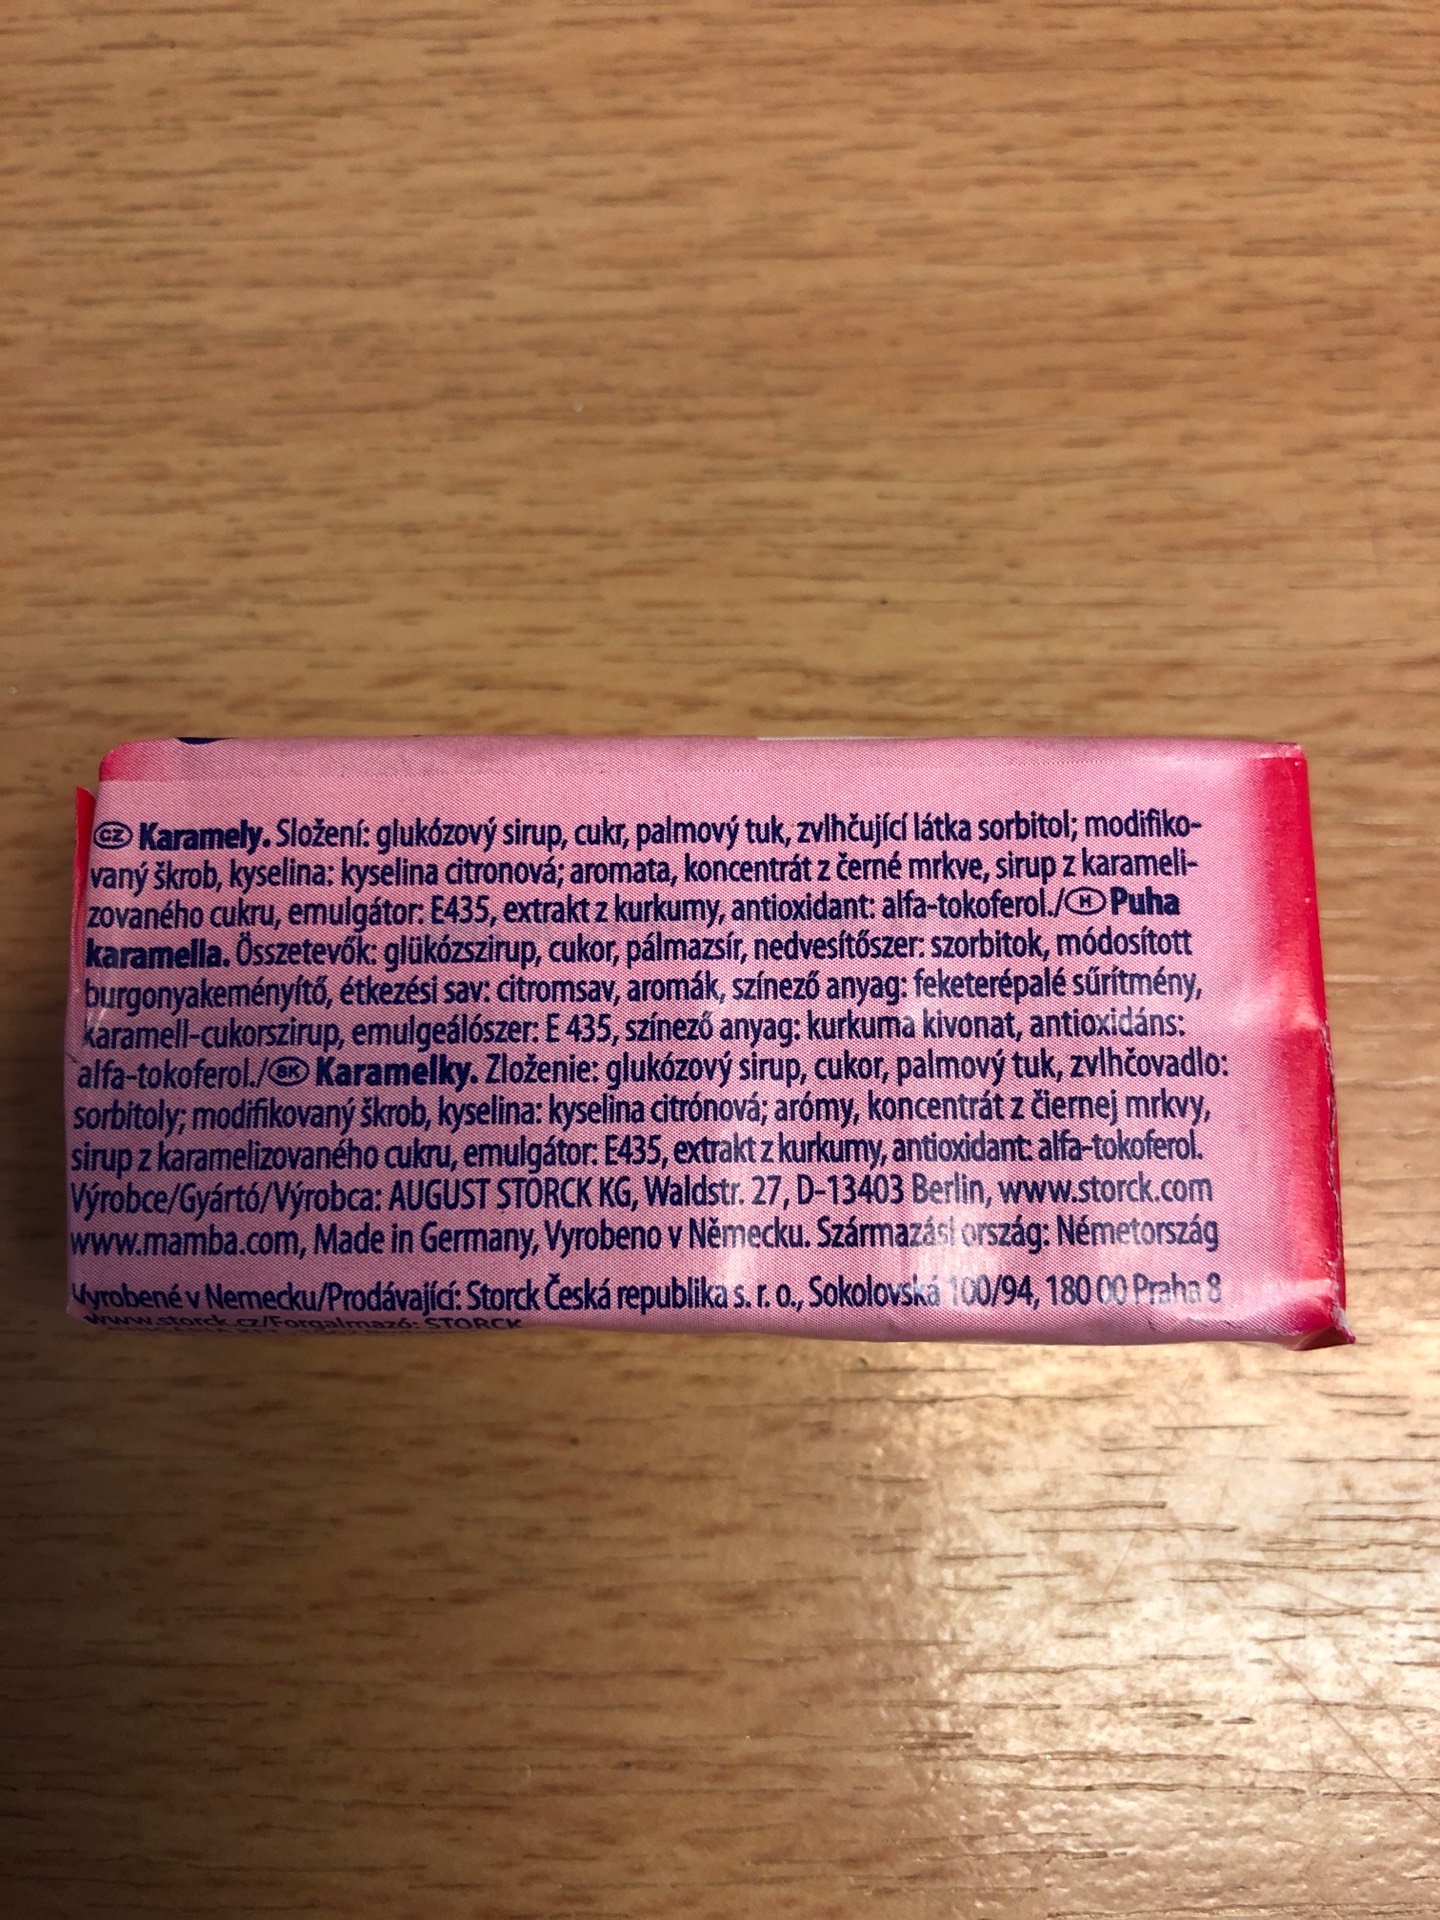 CZ Karamely. Složení: glukózový sirup, cukr, palmový tuk, zvlhčující látka sorbitol; modifiko-
vaný škrob, kyselina: kyselina citronová; aromata, koncentrát z černé mrkve, sirup z karameli-
zovaného cukru, emulgátor: E435, extrakt z kurkumy, antioxidant: alfa-tokoferol./H Puha
karamella. Összetevők: glükózszirup, cukor, pálmazsír, nedvesítőszer: szorbitok, módosított
burgonyakeményítő, étkezési sav: citromsav, aromák, színező anyag: feketerépalé sűrítmény,
karamell-cukorszirup, emulgeálószer: E 435, színező anyag: kurkuma kivonat, antioxidáns:
alfa-tokoferol./SK Karamelky. Zloženie: glukózový sirup, cukor, palmový tuk, zvlhčovadlo:
sorbitoly; modifikovaný škrob, kyselina: kyselina citrónová; arómy, koncentrát z čiernej mrkvy,
sirup z karamelizovaného cukru, emulgátor: E435, extrakt z kurkumy, antioxidant: alfa-tokoferol.
Výrobce/Gyártó/Výrobca: AUGUST STORCK KG, Waldstr. 27, D-13403 Berlin, www.storck.com
www.mamba.com, Made in Germany, Vyrobeno v Německu. Származási ország: Németország
Vyrobené v Nemecku/Prodávající: Storck Česká republika s. r. o., Sokolovská 100/94, 180 00 Praha 8
www.storck.cz/Forgalmazó: STORCK